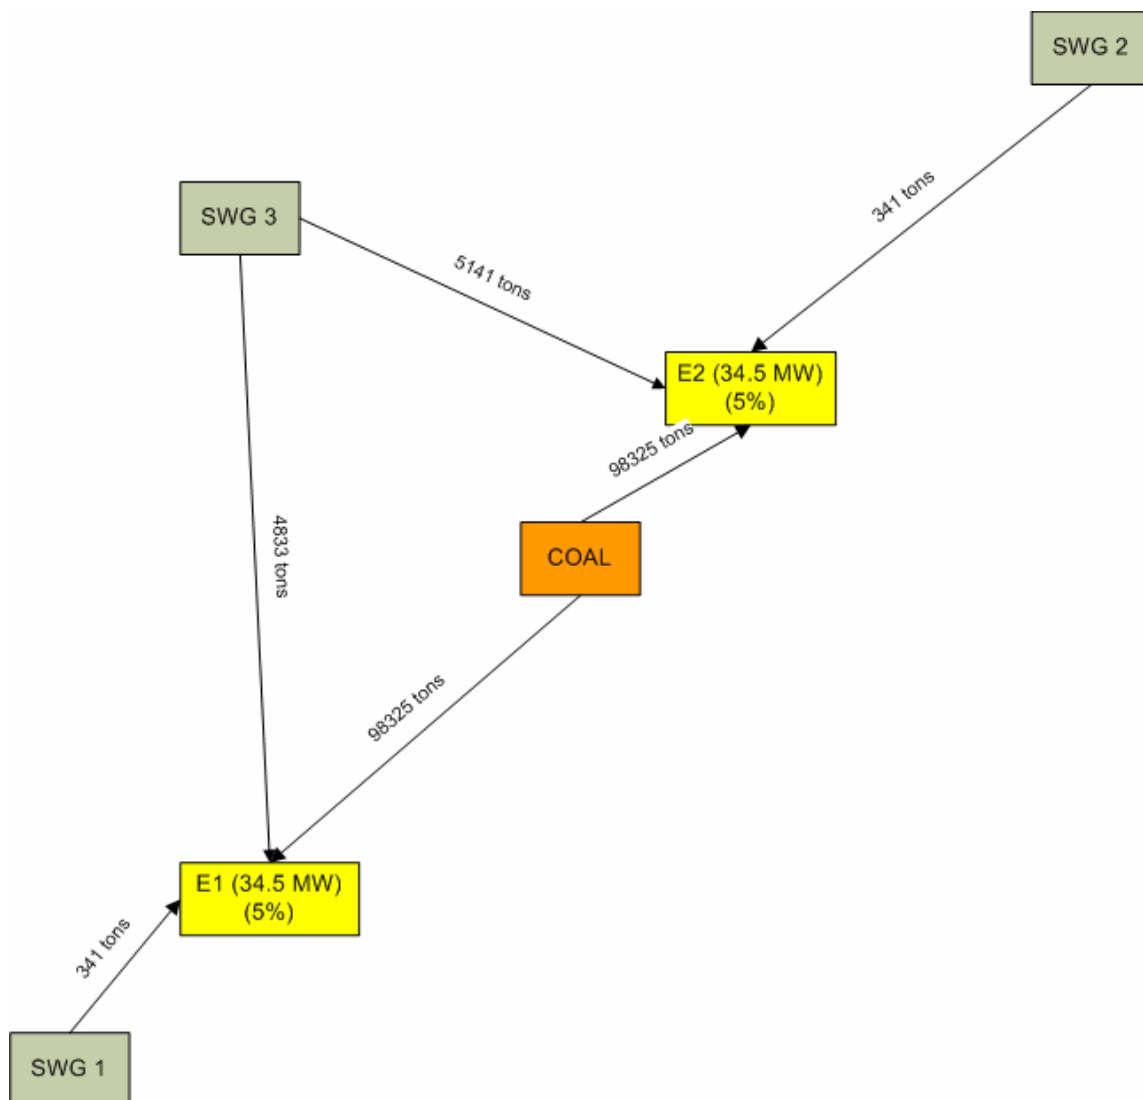 SWG 2
341 tons
SWG 3
5141 tons
E2 (34.5 MW)
(5%)
98325 tons
4833 tons
COAL
98325 tons
E1 (34.5 MW)
(5%)
341 tons
SWG 1